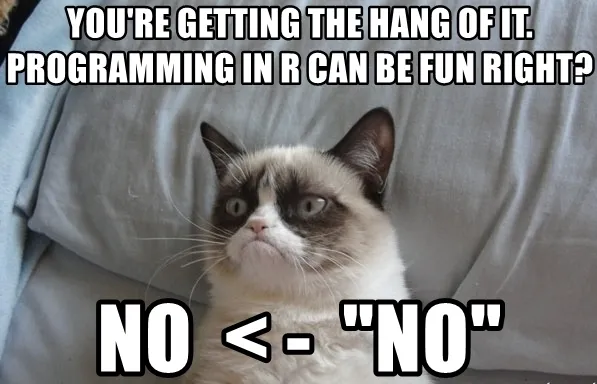 YOU'RE GETTING THE HANG OF IT.
PROGRAMMING IN R CAN BE FUN RIGHT?
NO < - "NO"